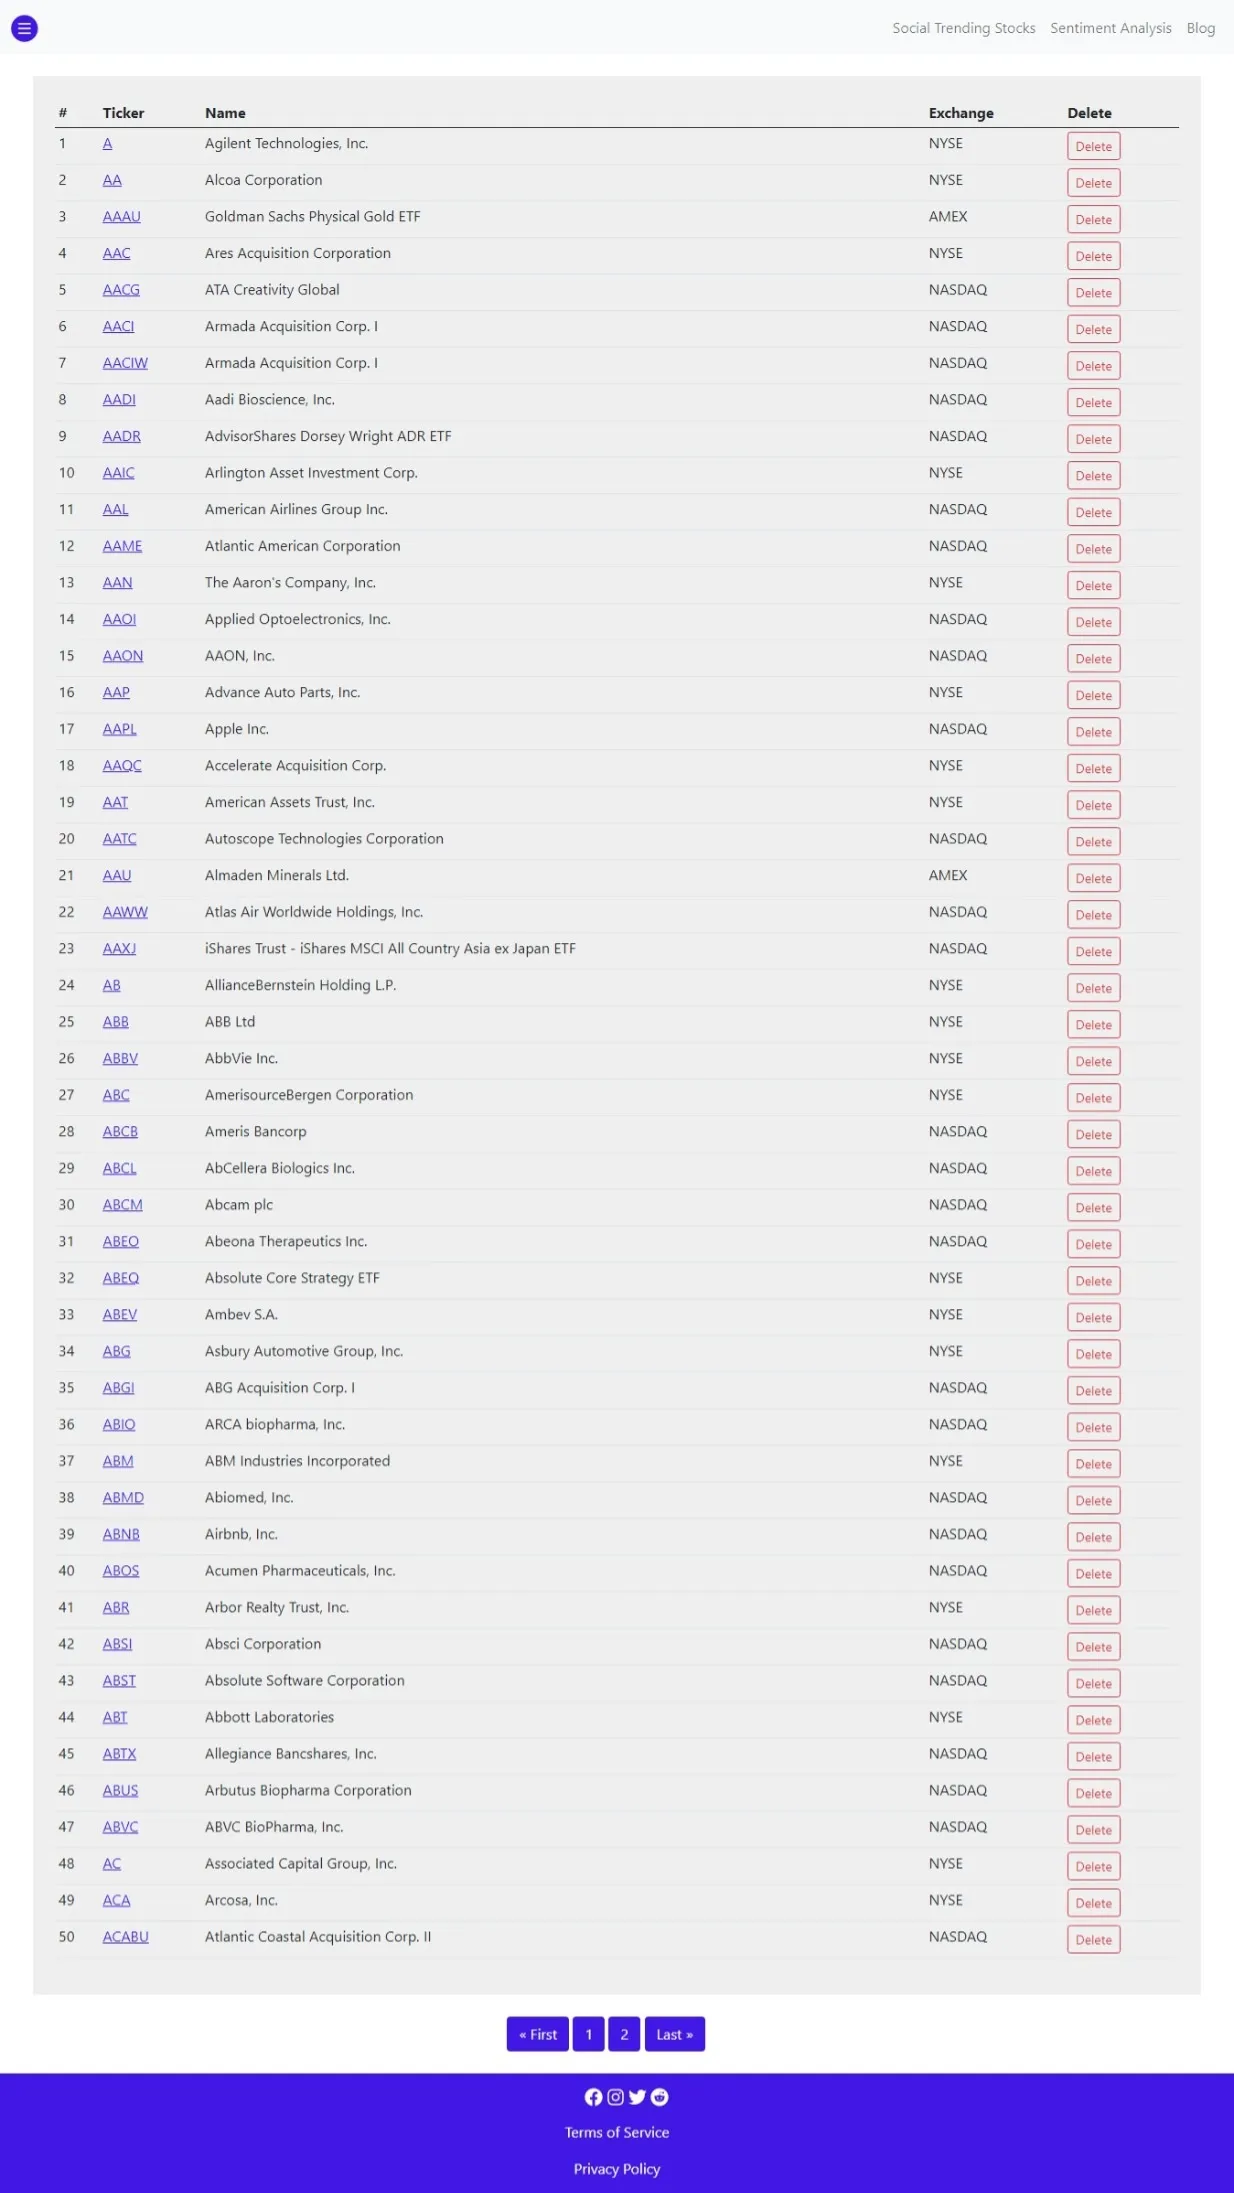 Social Trending Stocks Sentiment Analysis Blog
# Ticker Name Exchange Delete
1 A Agilent Technologies, Inc. NYSE Delete
2 AA Alcoa Corporation NYSE Delete
3 AAAU Goldman Sachs Physical Gold ETF AMEX Delete
4 AAC Ares Acquisition Corporation NYSE Delete
5 AACG ATA Creativity Global NASDAQ Delete
6 AACI Armada Acquisition Corp. I NASDAQ Delete
7 AACIW Armada Acquisition Corp. I NASDAQ Delete
8 AADI Aadi Bioscience, Inc. NASDAQ Delete
9 AADR AdvisorShares Dorsey Wright ADR ETF NASDAQ Delete
10 AAIC Arlington Asset Investment Corp. NYSE Delete
11 AAL American Airlines Group Inc. NASDAQ Delete
12 AAME Atlantic American Corporation NASDAQ Delete
13 AAN The Aaron's Company, Inc. NYSE Delete
14 AAOI Applied Optoelectronics, Inc. NASDAQ Delete
15 AAON AAON, Inc. NASDAQ Delete
16 AAP Advance Auto Parts, Inc. NYSE Delete
17 AAPL Apple Inc. NASDAQ Delete
18 AAQC Accelerate Acquisition Corp. NYSE Delete
19 AAT American Assets Trust, Inc. NYSE Delete
20 AATC Autoscope Technologies Corporation NASDAQ Delete
21 AAU Almaden Minerals Ltd. AMEX Delete
22 AAWW Atlas Air Worldwide Holdings, Inc. NASDAQ Delete
23 AAXJ iShares Trust - iShares MSCI All Country Asia ex Japan ETF NASDAQ Delete
24 AB AllianceBernstein Holding L.P. NYSE Delete
25 ABB ABB Ltd NYSE Delete
26 ABBV AbbVie Inc. NYSE Delete
27 ABC AmerisourceBergen Corporation NYSE Delete
28 ABCB Ameris Bancorp NASDAQ Delete
29 ABCL AbCellera Biologics Inc. NASDAQ Delete
30 ABCM Abcam plc NASDAQ Delete
31 ABEO Abeona Therapeutics Inc. NASDAQ Delete
32 ABEQ Absolute Core Strategy ETF NYSE Delete
33 ABEV Ambev S.A. NYSE Delete
34 ABG Asbury Automotive Group, Inc. NYSE Delete
35 ABGI ABG Acquisition Corp. I NASDAQ Delete
36 ABIO ARCA biopharma, Inc. NASDAQ Delete
37 ABM ABM Industries Incorporated NYSE Delete
38 ABMD Abiomed, Inc. NASDAQ Delete
39 ABNB Airbnb, Inc. NASDAQ Delete
40 ABOS Acumen Pharmaceuticals, Inc. NASDAQ Delete
41 ABR Arbor Realty Trust, Inc. NYSE Delete
42 ABSI Absci Corporation NASDAQ Delete
43 ABST Absolute Software Corporation NASDAQ Delete
44 ABT Abbott Laboratories NYSE Delete
45 ABTX Allegiance Bancshares, Inc. NASDAQ Delete
46 ABUS Arbutus Biopharma Corporation NASDAQ Delete
47 ABVC ABVC BioPharma, Inc. NASDAQ Delete
48 AC Associated Capital Group, Inc. NYSE Delete
49 ACA Arcosa, Inc. NYSE Delete
50 ACABU Atlantic Coastal Acquisition Corp. II NASDAQ Delete
« First 1 2 Last »
Terms of Service
Privacy Policy